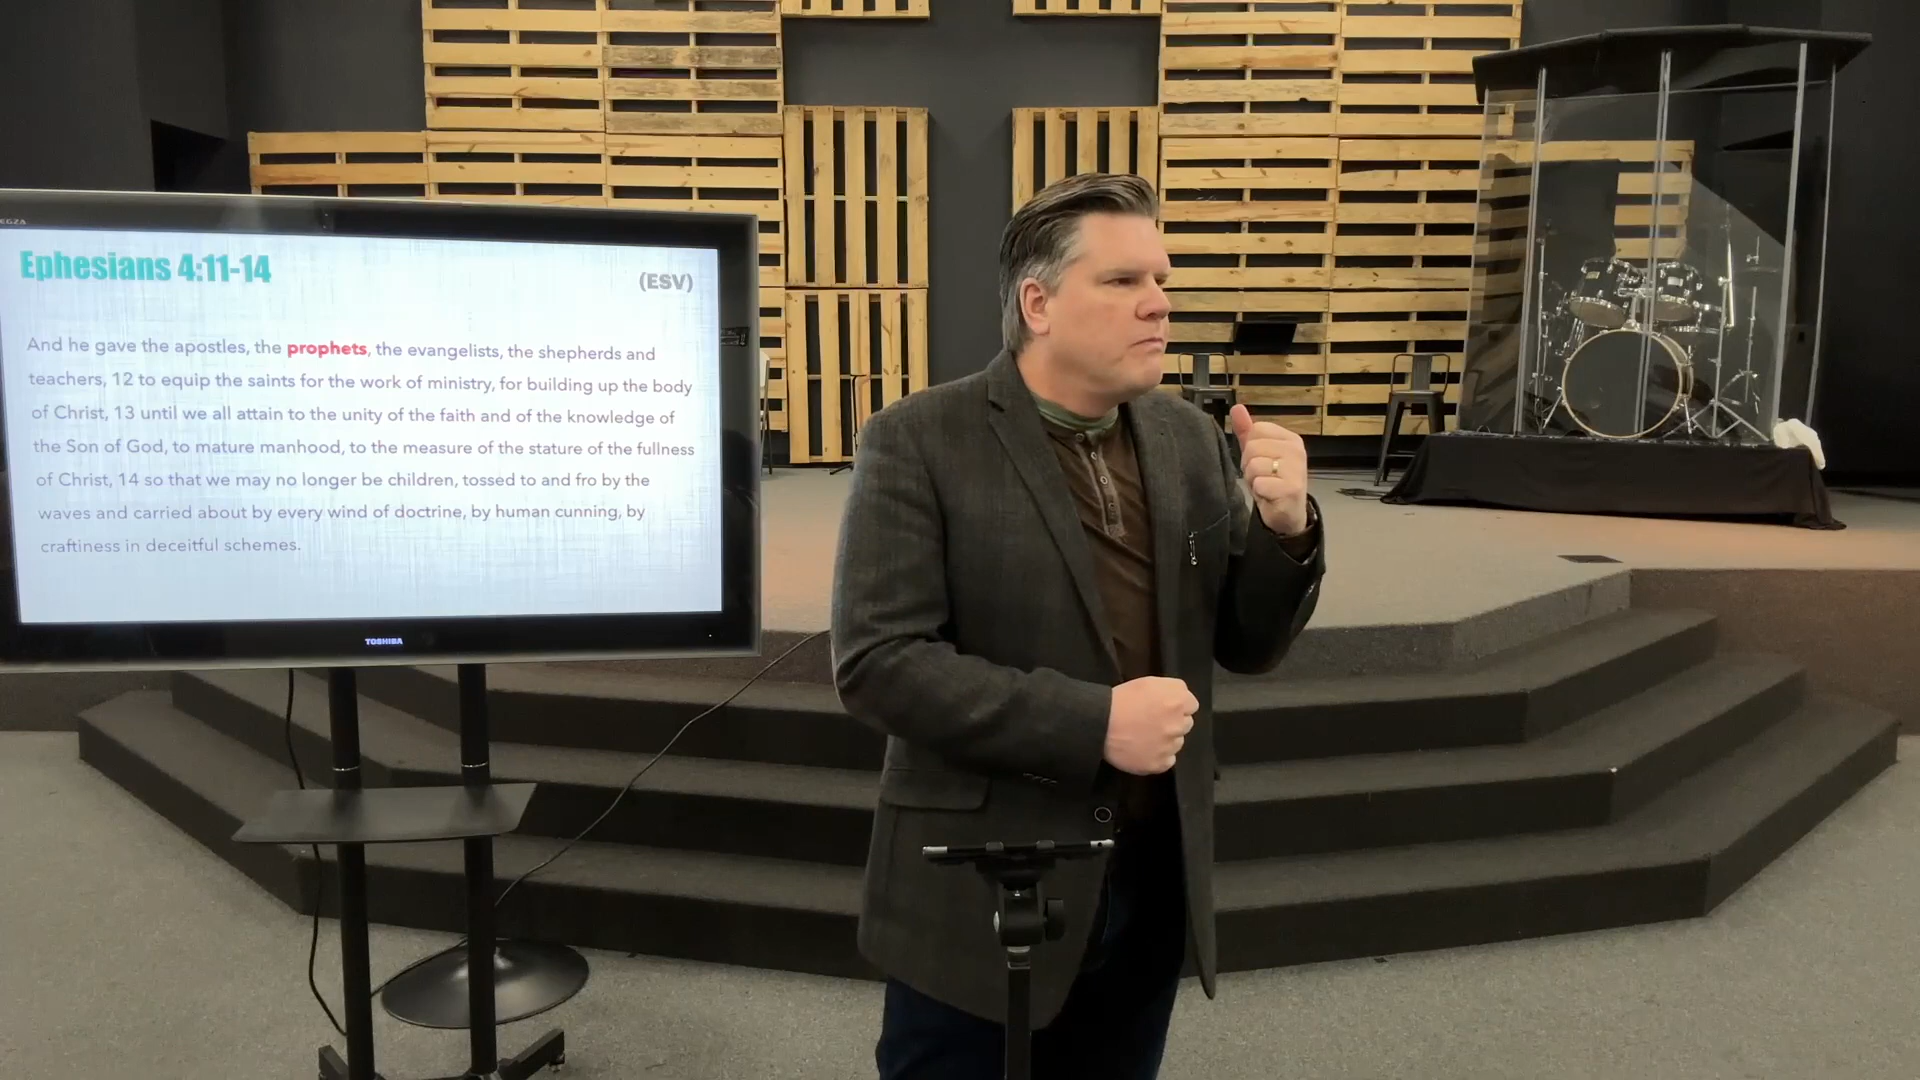 Ephesians 4:11-14
(ESV)
And he gave the apostles, the prophets, the evangelists, the shepherds and
teachers, 12 to equip the saints for the work of ministry, for building up the body
of Christ, 13 until we all attain to the unity of the faith and of the knowledge of
the Son of God, to mature manhood, to the measure of the stature of the fullness
of Christ, 14 so that we may no longer be children, tossed to and fro by the
waves and carried about by every wind of doctrine, by human cunning, by
craftiness in deceitful schemes.
TOSHIBA